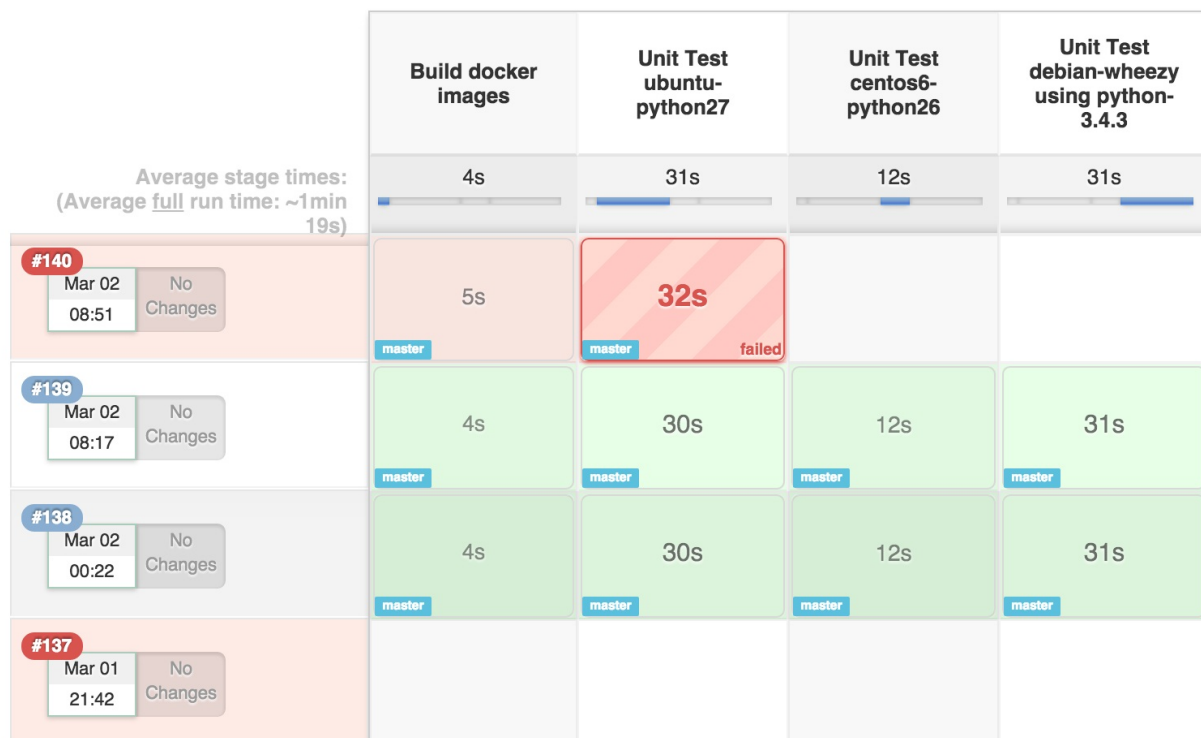 Build docker
images
Unit Test
ubuntu-
python27
Unit Test
centos6-
python26
Unit Test
debian-wheezy
using python-
3.4.3
Average stage times:
(Average full run time: ~1min
19s)
4s
31s
12s
31s
#140
Mar 02
08:51
No
Changes
5s
master
32s
master
failed
#139
Mar 02
08:17
No
Changes
4s
master
30s
master
12s
master
31s
master
#138
Mar 02
00:22
No
Changes
4s
master
30s
master
12s
master
31s
master
#137
Mar 01
21:42
No
Changes